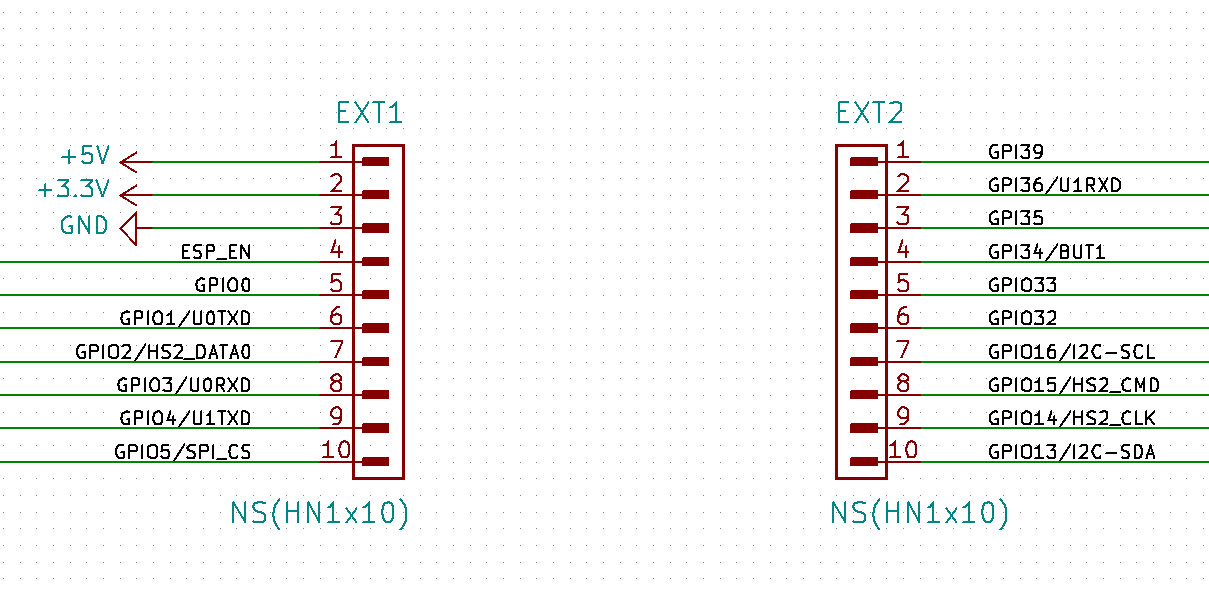 EXT1
+5V 1
+3.3V 2
GND 3
ESP_EN 4
GPIO0 5
GPIO1/U0TXD 6
GPIO2/HS2_DATA0 7
GPIO3/U0RXD 8
GPIO4/U1TXD 9
GPIO5/SPI_CS 10
NS(HN1x10)
EXT2
1 GPI39
2 GPI36/U1RXD
3 GPI35
4 GPI34/BUT1
5 GPIO33
6 GPIO32
7 GPIO16/I2C-SCL
8 GPIO15/HS2_CMD
9 GPIO14/HS2_CLK
10 GPIO13/I2C-SDA
NS(HN1x10)